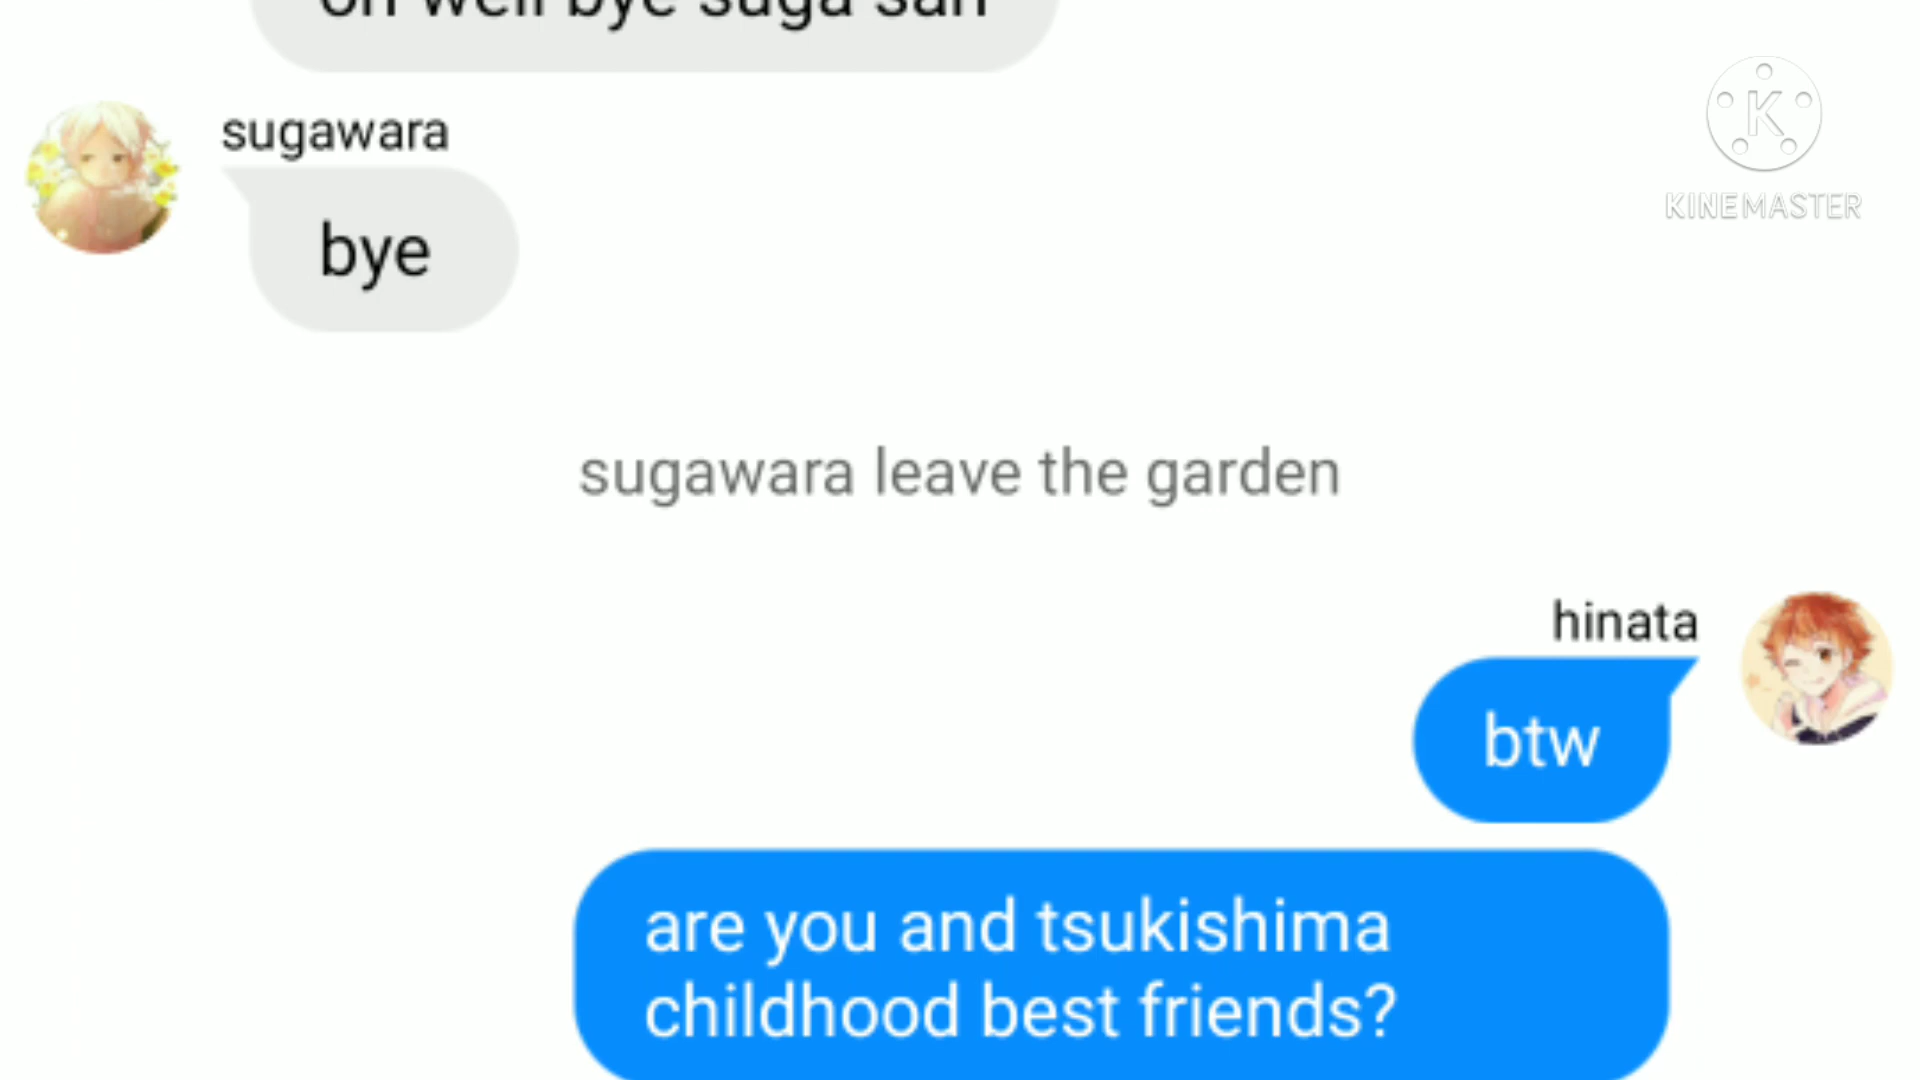 oh well bye suga san
sugawara
bye
sugawara leave the garden
hinata
btw
are you and tsukishima
childhood best friends?
K
KINEMASTER